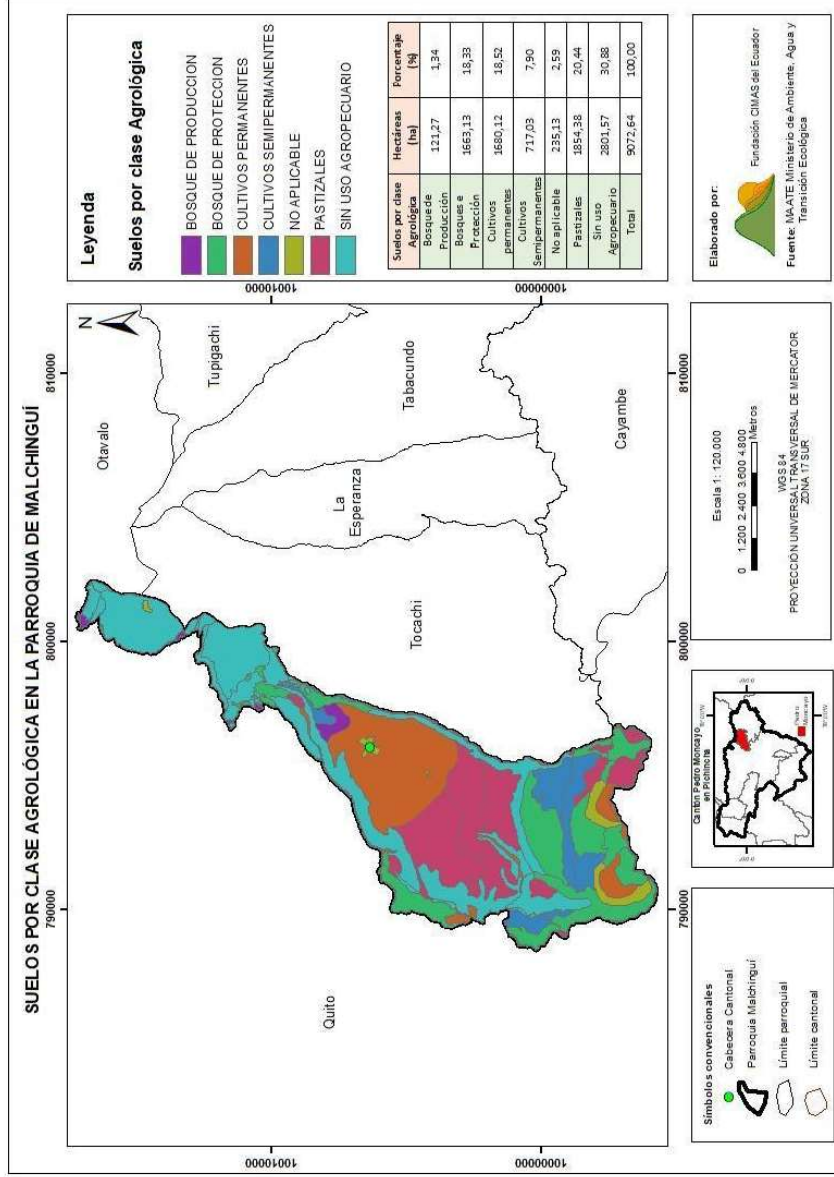 SUELOS POR CLASE AGROLÓGICA EN LA PARROQUIA DE MALCHINGUÍ
790000
800000
810000
10010000
10000000
N
Otavalo
Tupigachi
Quito
La
Esperanza
Tabacundo
Tocachi
Cayambe
790000
800000
810000
10010000
10000000
Leyenda
Suelos por clase Agrológica
BOSQUE DE PRODUCCION
BOSQUE DE PROTECCION
CULTIVOS PERMANENTES
CULTIVOS SEMIPERMANENTES
NO APLICABLE
PASTIZALES
SIN USO AGROPECUARIO
Suelos por clase Agrológica Hectáreas (ha) Porcentaje (%)
Bosque de Producción 121,27 1,34
Bosques e Protección 1663,13 18,33
Cultivos permanentes 1680,12 18,52
Cultivos Semipermanentes 717,03 7,90
No aplicable 235,13 2,59
Pastizales 1854,38 20,44
Sin uso Agropecuario 2801,57 30,88
Total 9072,64 100,00
Símbolos convencionales
Cabecera Cantonal
Parroquia Malchinguí
Límite parroquial
Límite cantonal
Cantón Pedro Moncayo
en Pichincha
Pedro
Moncayo
Escala 1: 120.000
0 1.200 2.400 3.600 4.800
Metros
WGS 84
PROYECCIÓN UNIVERSAL TRANSVERSAL DE MERCATOR
ZONA 17 SUR
Elaborado por:
Fundación CIMAS del Ecuador
Fuente: MAATE Ministerio de Ambiente, Agua y
Transición Ecológica